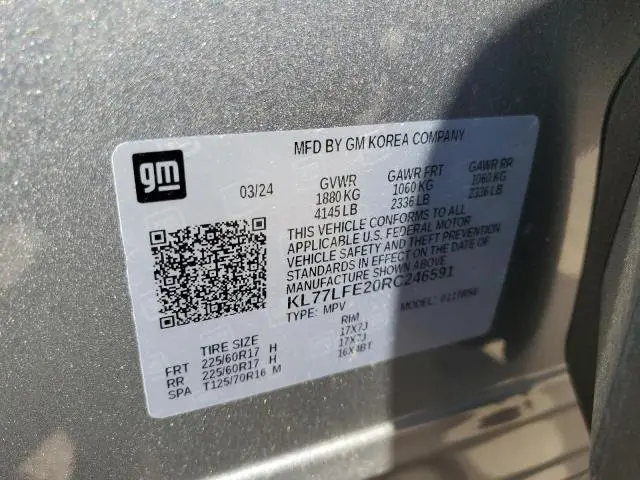 gm
MFD BY GM KOREA COMPANY
03/24
GVWR GAWR FRT GAWR RR
1880 KG 1060 KG 1060 KG
4145 LB 2336 LB 2336 LB
THIS VEHICLE CONFORMS TO ALL
APPLICABLE U.S. FEDERAL MOTOR
VEHICLE SAFETY AND THEFT PREVENTION
STANDARDS IN EFFECT ON THE DATE OF
MANUFACTURE SHOWN ABOVE.
KL77LFE20RC246591
TYPE: MPV MODEL:
TIRE SIZE RIM
FRT 225/60R17 H 17X7J
RR 225/60R17 H 17X7J
SPA T125/70R16 M 16X4BT